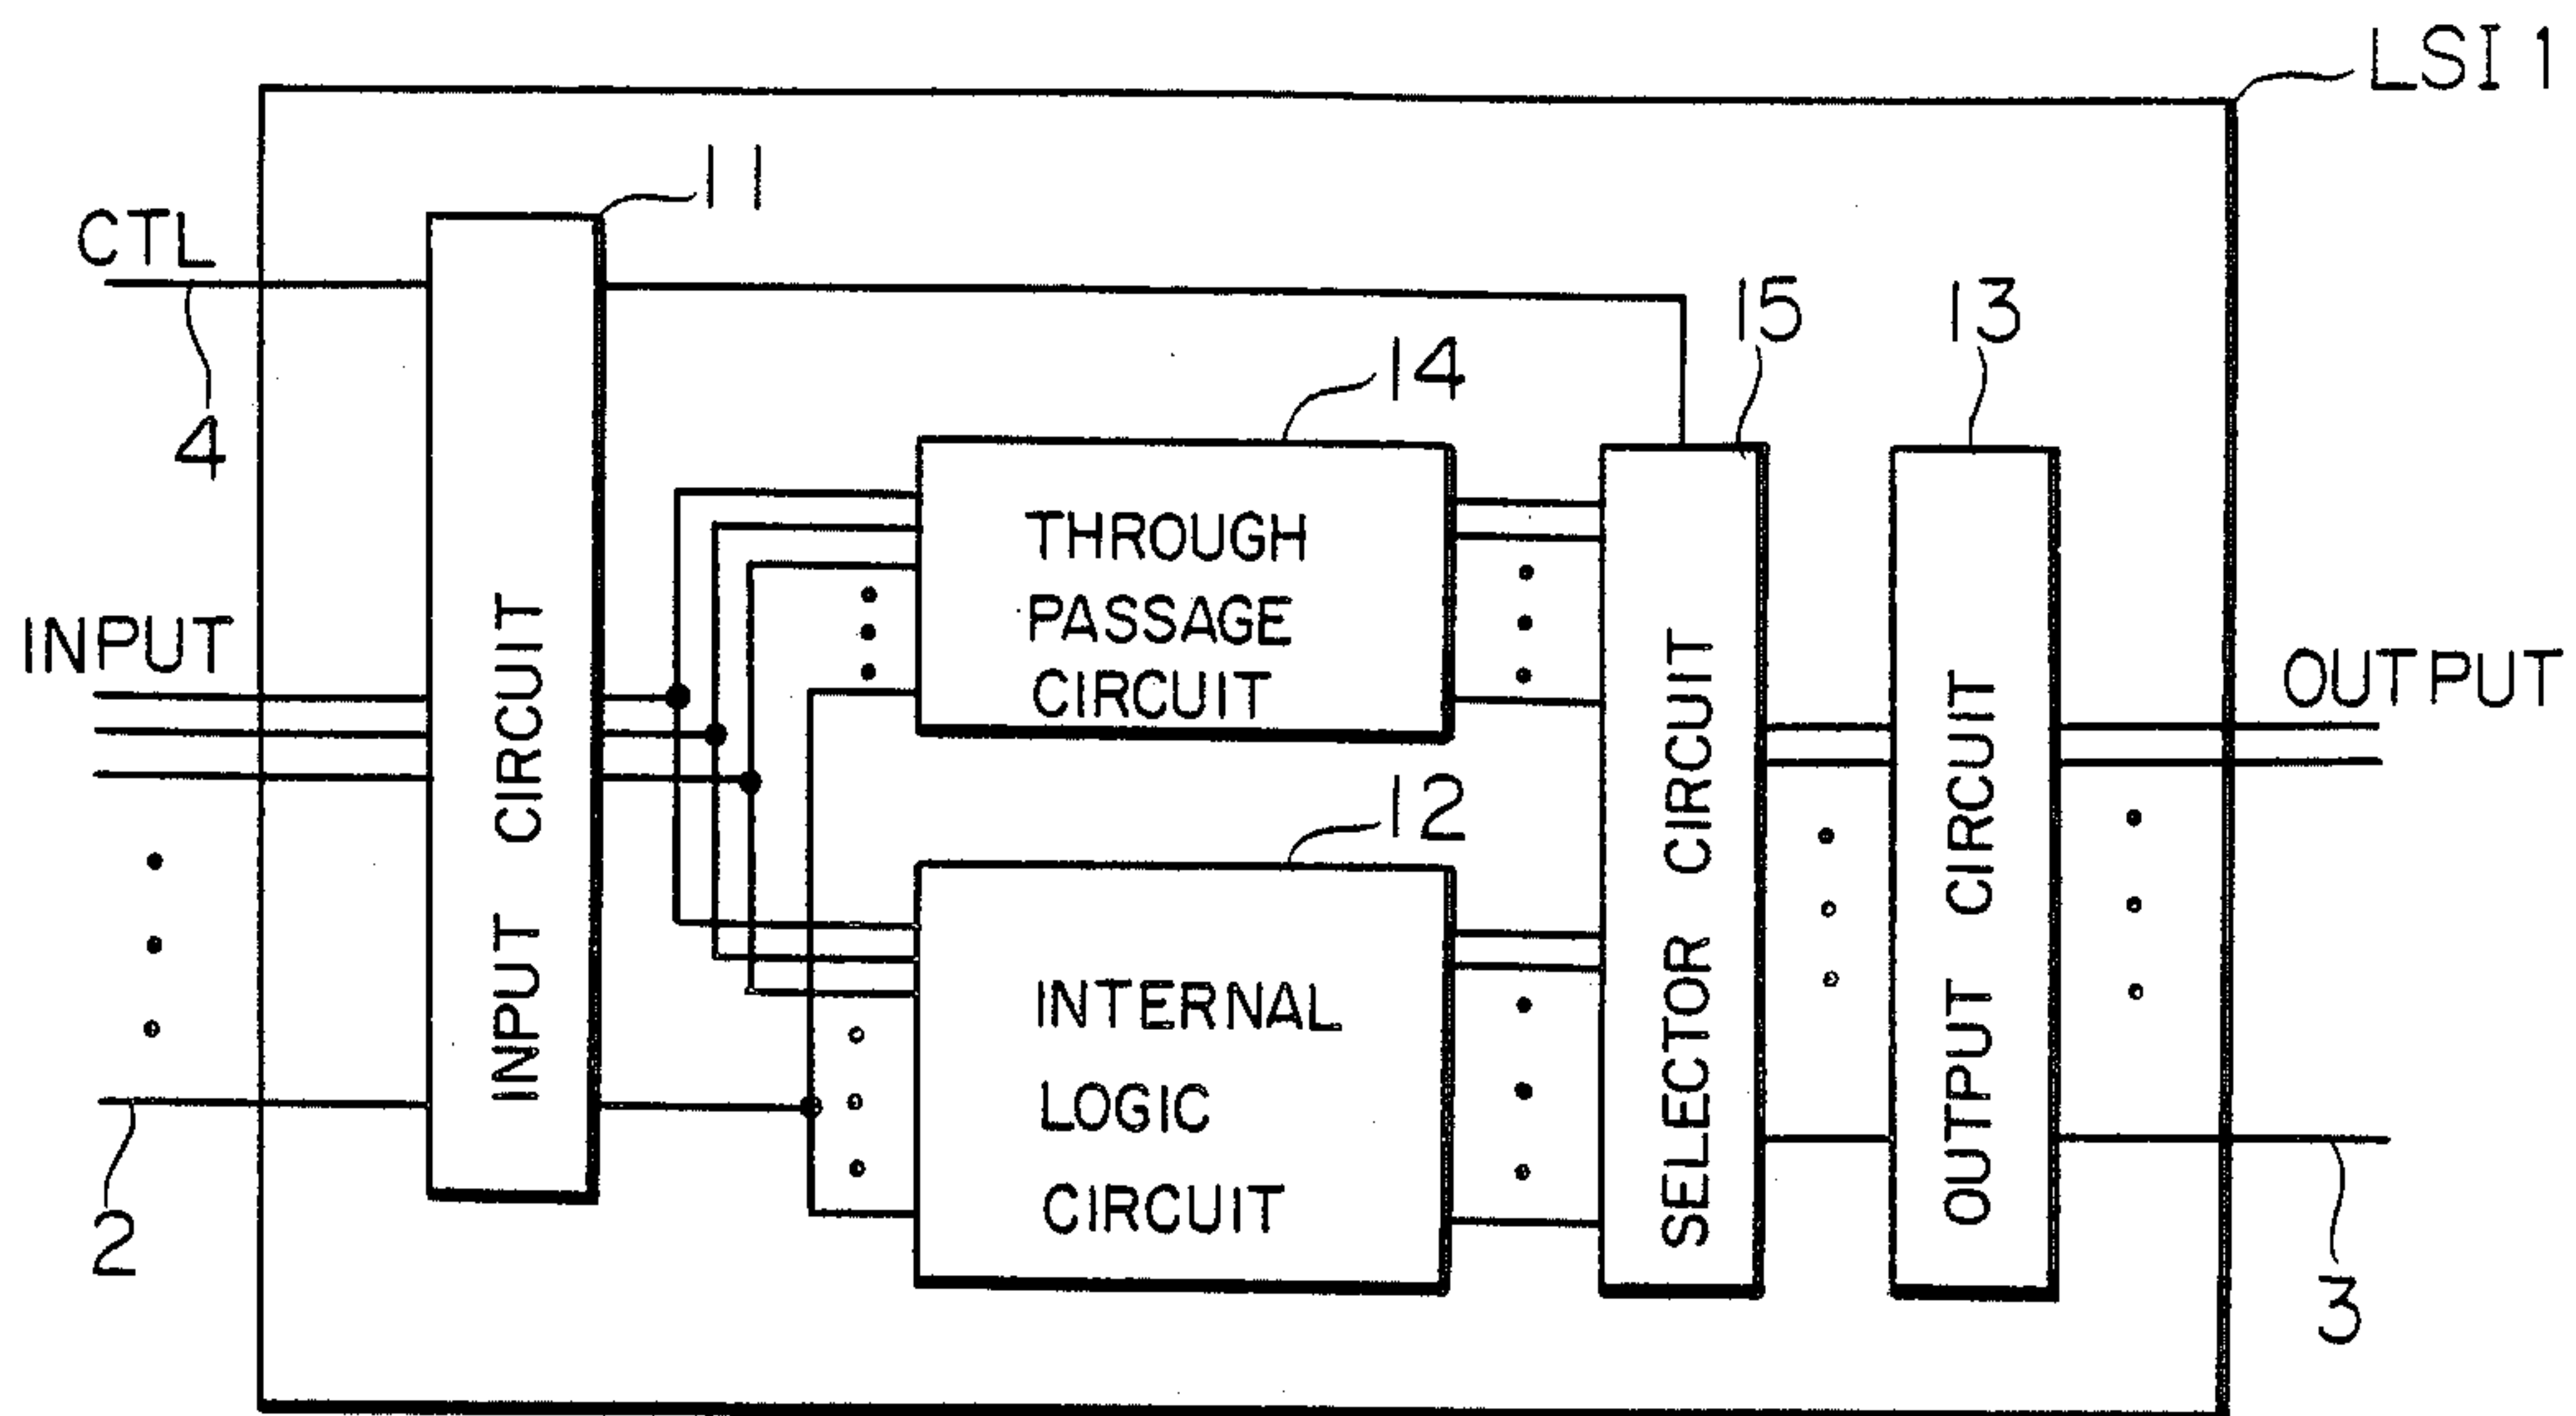 LSI 1
11
CTL
4
15
13
14
THROUGH
PASSAGE
CIRCUIT
INPUT
INPUT CIRCUIT
SELECTOR CIRCUIT
OUTPUT CIRCUIT
OUTPUT
12
INTERNAL
LOGIC
CIRCUIT
2
3